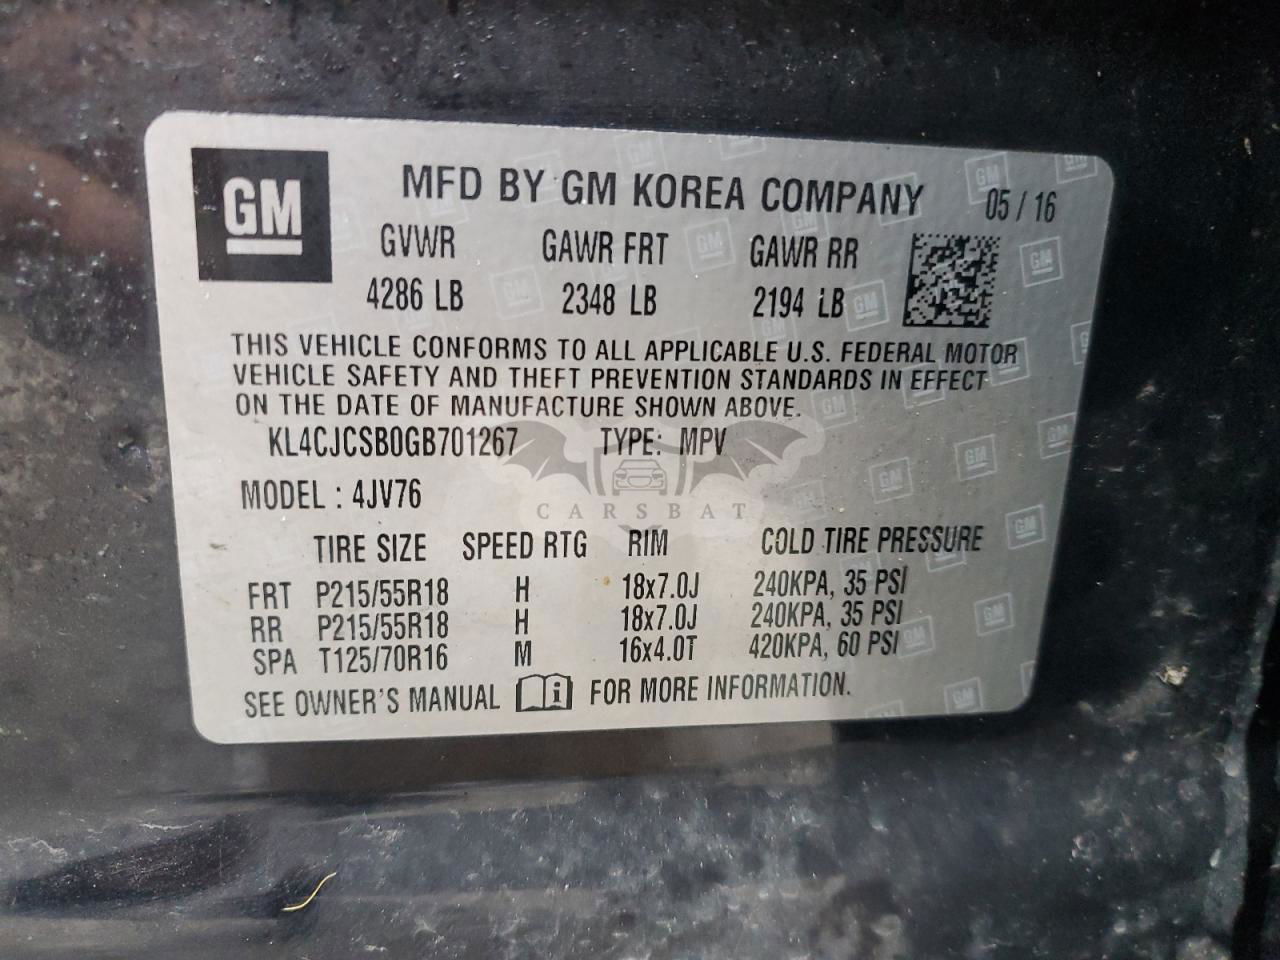 GM
MFD BY GM KOREA COMPANY 05 / 16
GVWR GAWR FRT GAWR RR
4286 LB 2348 LB 2194 LB
THIS VEHICLE CONFORMS TO ALL APPLICABLE U.S. FEDERAL MOTOR
VEHICLE SAFETY AND THEFT PREVENTION STANDARDS IN EFFECT
ON THE DATE OF MANUFACTURE SHOWN ABOVE.
KL4CJCSB0GB701267 TYPE: MPV
MODEL : 4JV76
CARSBAT
TIRE SIZE SPEED RTG RIM COLD TIRE PRESSURE
FRT P215/55R18 H 18x7.0J 240KPA, 35 PSI
RR P215/55R18 H 18x7.0J 240KPA, 35 PSI
SPA T125/70R16 M 16x4.0T 420KPA, 60 PSI
SEE OWNER'S MANUAL i FOR MORE INFORMATION.